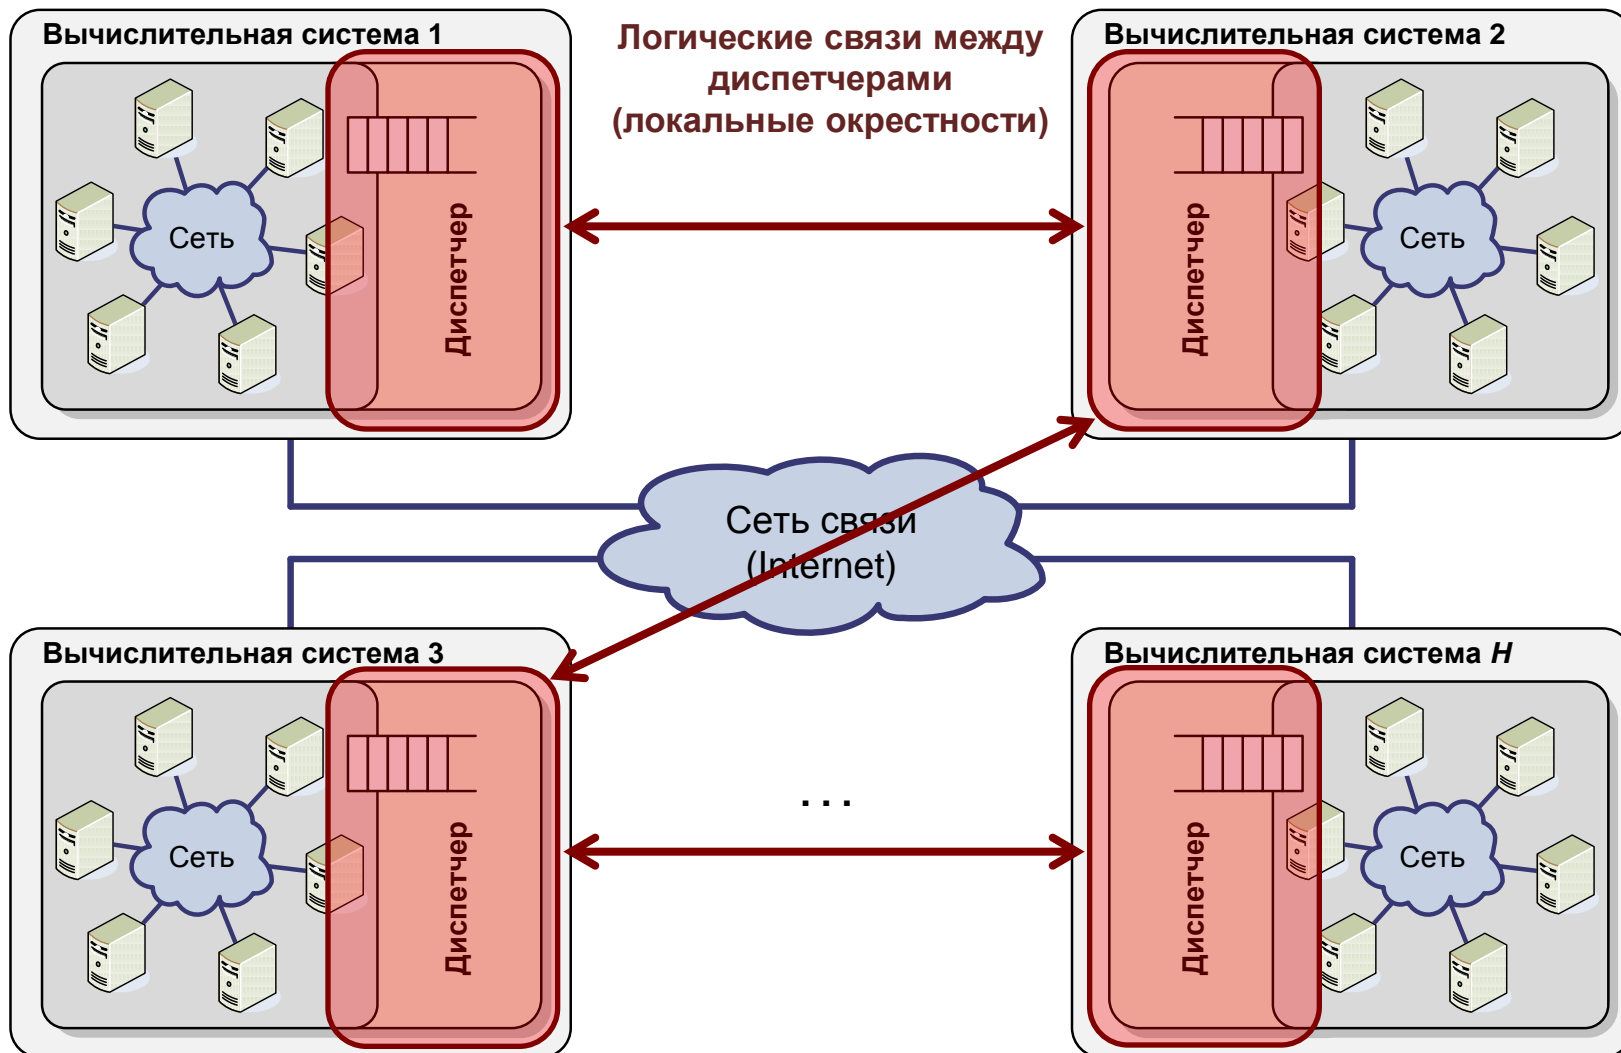 Вычислительная система 1
Логические связи между
диспетчерами
(локальные окрестности)
Вычислительная система 2
Сеть
Диспетчер
Диспетчер
Сеть
Сеть связи
(Internet)
Вычислительная система 3
Вычислительная система H
Сеть
Диспетчер
. . .
Диспетчер
Сеть